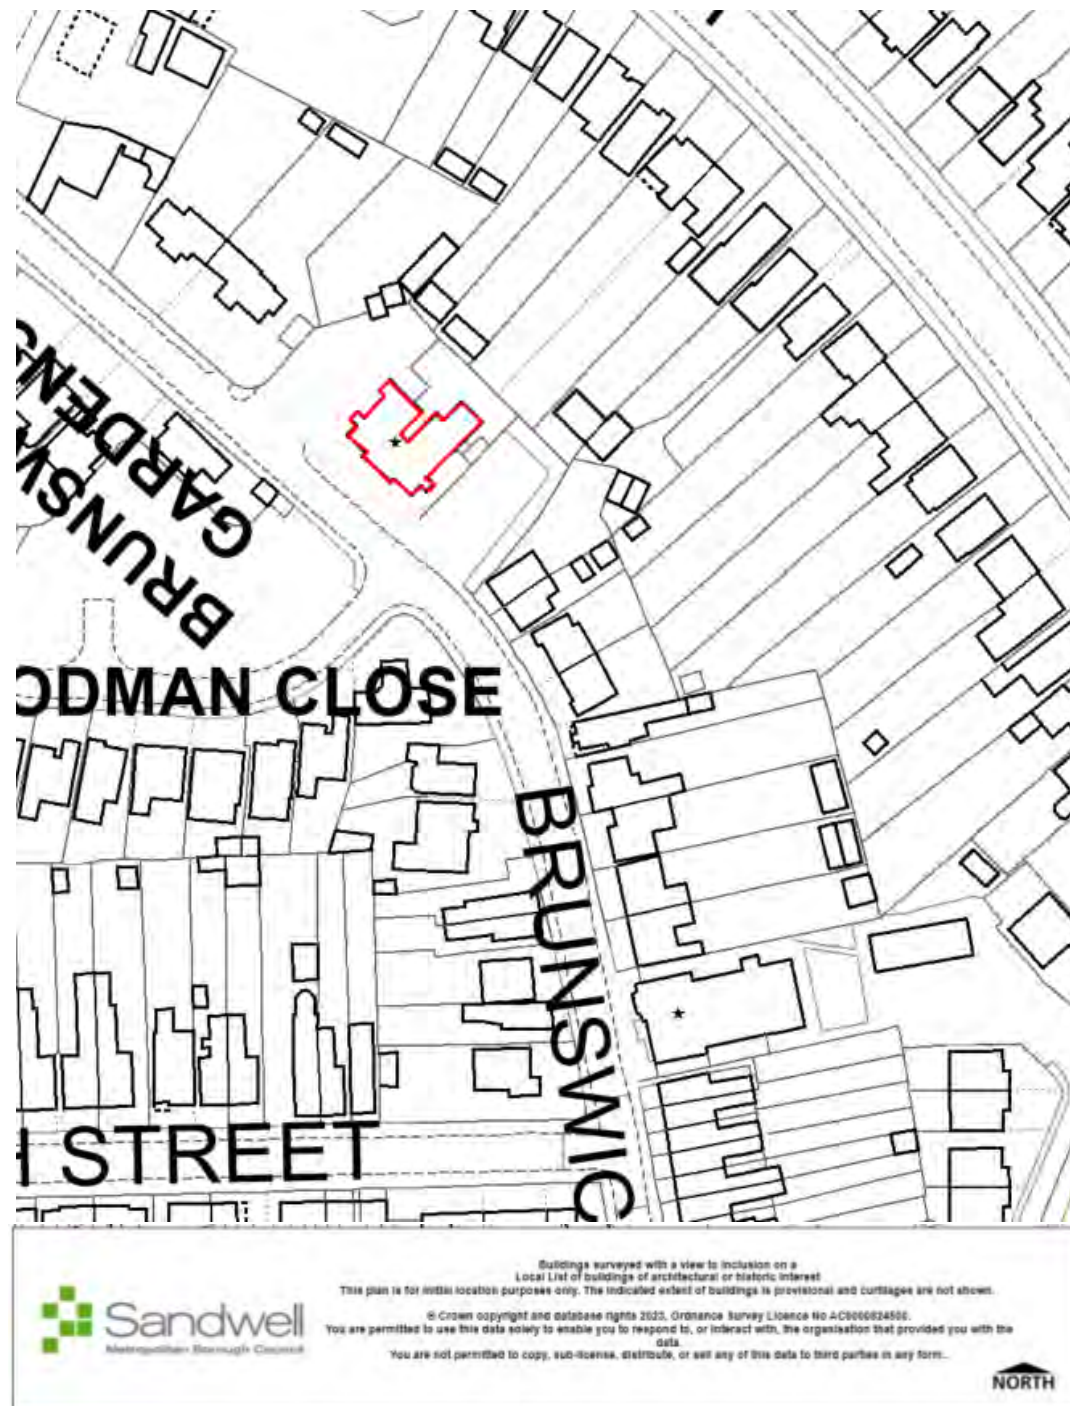 BRUNSW
GARDENS
ODMAN CLOSE
BRUNSWIC
H STREET
Sandwell
Metropolitan Borough Council
Buildings surveyed with a view to inclusion on a
Local List of buildings of architectural or historic interest
This plan is for initial location purposes only. The indicated extent of buildings is provisional and curtilages are not shown.
© Crown copyright and database rights 2023, Ordnance Survey Licence No AC0000824500.
You are permitted to use this data solely to enable you to respond to, or interact with, the organisation that provided you with the
data.
You are not permitted to copy, sub-license, distribute, or sell any of this data to third parties in any form.
NORTH